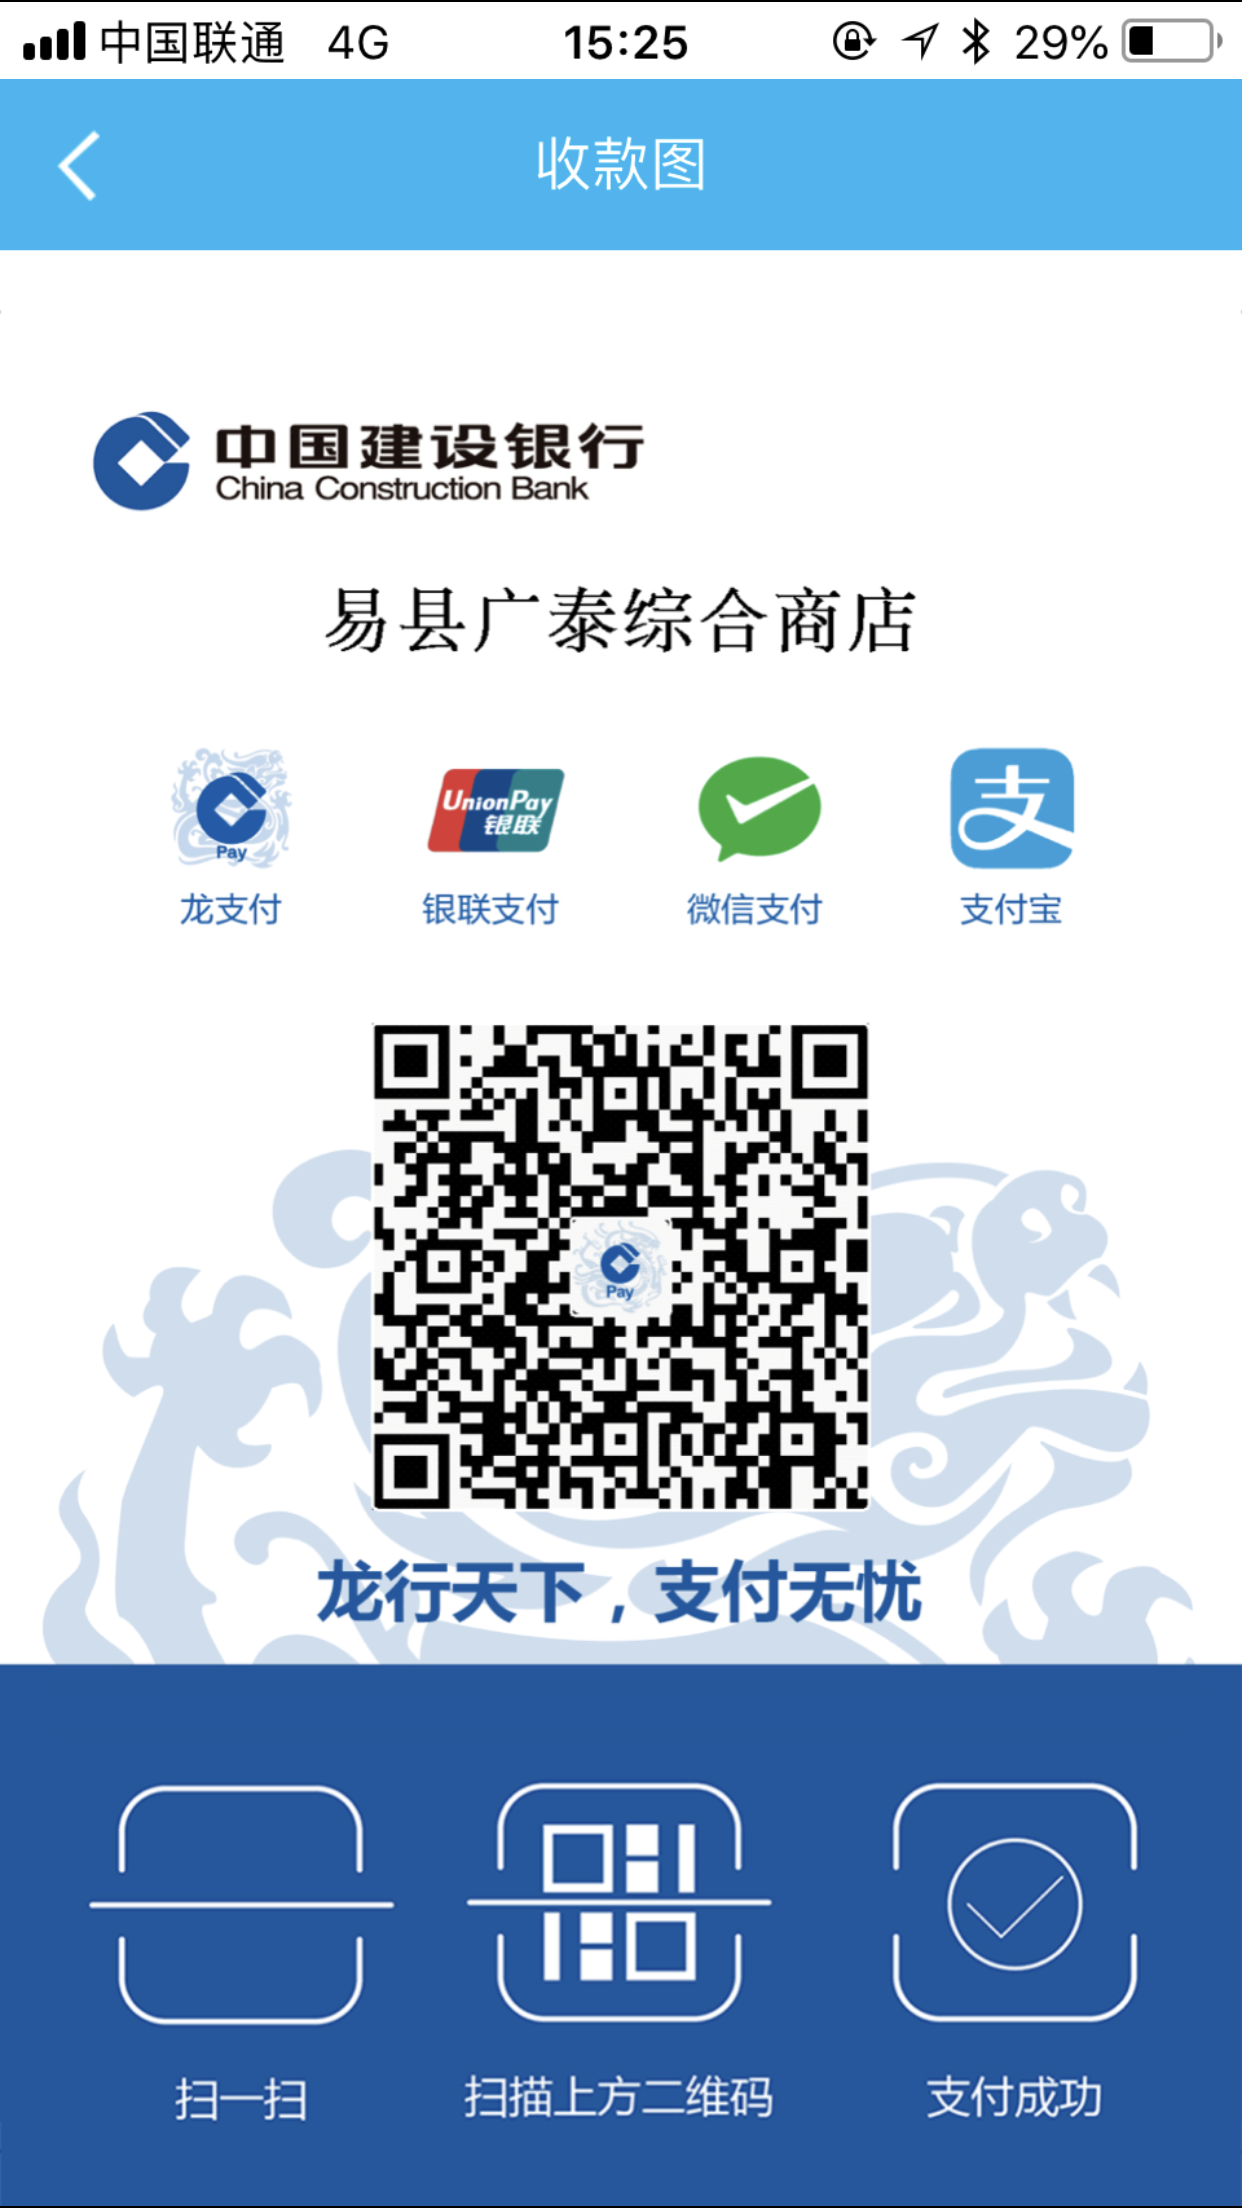 中国联通 4G 15:25 29%
收款图
中国建设银行
China Construction Bank
易县广泰综合商店
Pay
UnionPay
银联
龙支付 银联支付 微信支付 支付宝
支
Pay
龙行天下，支付无忧
扫一扫 扫描上方二维码 支付成功